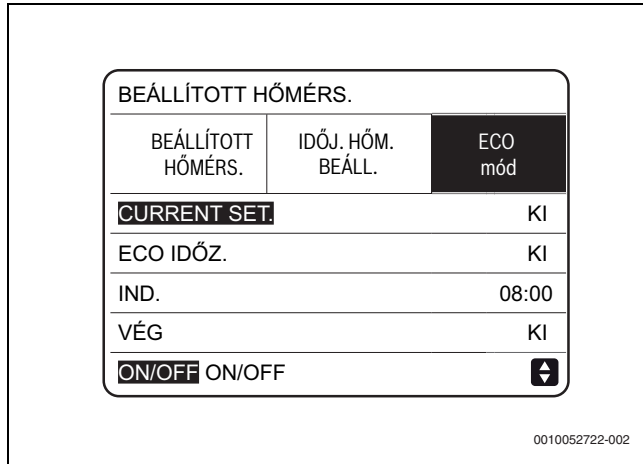 BEÁLLÍTOTT HŐMÉRS.
BEÁLLÍTOTT HŐMÉRS.
IDŐJ. HŐM. BEÁLL.
ECO mód
CURRENT SET. KI
ECO IDŐZ. KI
IND. 08:00
VÉG KI
ON/OFF ON/OFF
0010052722-002